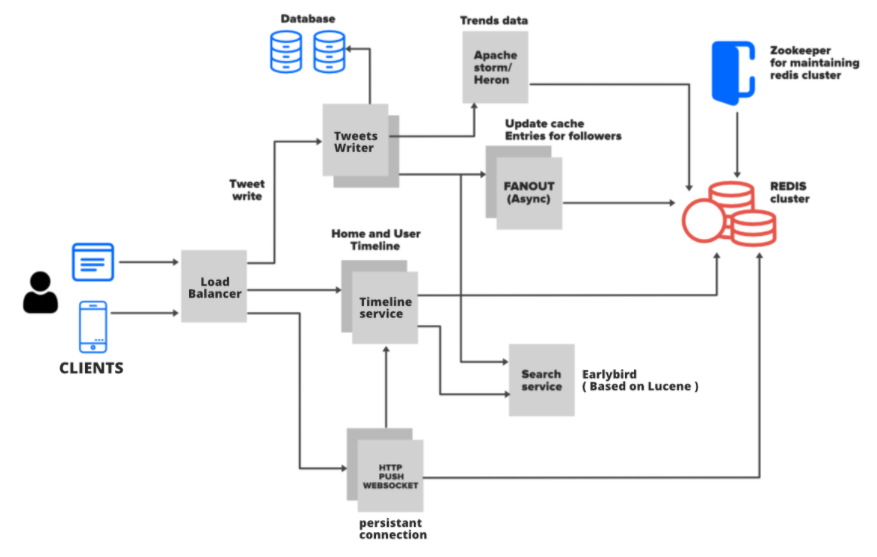 Database
Trends data
Apache
storm/
Heron
Zookeeper
for maintaining
redis cluster
Tweets
Writer
Update cache
Entries for followers
FANOUT
(Async)
REDIS
cluster
Tweet
write
Home and User
Timeline
Load
Balancer
Timeline
service
CLIENTS
Search
service
Earlybird
( Based on Lucene )
HTTP
PUSH
WEBSOCKET
persistant
connection